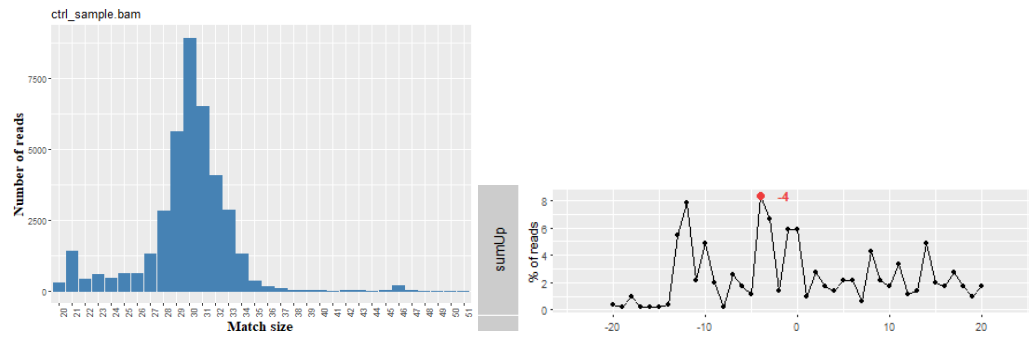 ctrl_sample.bam
Number of reads
7500
5000
2500
0
20 21 22 23 24 25 26 27 28 29 30 31 32 33 34 35 36 37 38 39 40 41 42 43 44 45 46 47 48 49 50 51
Match size
sumUp
% of reads
8
6
4
2
0
-4
-20 -10 0 10 20